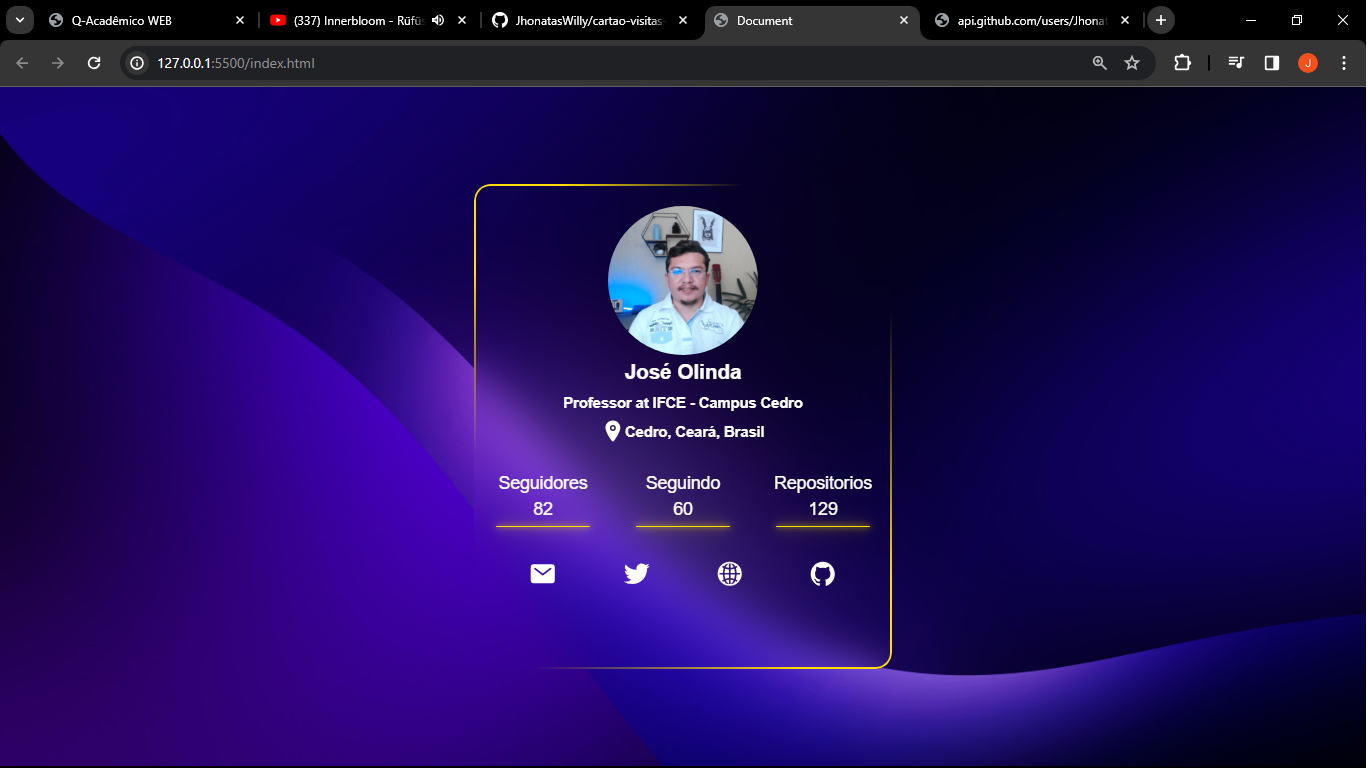 Q-Acadêmico WEB
(337) Innerbloom - Rüfüs
JhonatasWilly/cartao-visitas-
Document
api.github.com/users/Jhonat
127.0.0.1:5500/index.html
J
José Olinda
Professor at IFCE - Campus Cedro
Cedro, Ceará, Brasil
Seguidores Seguindo Repositorios
82 60 129